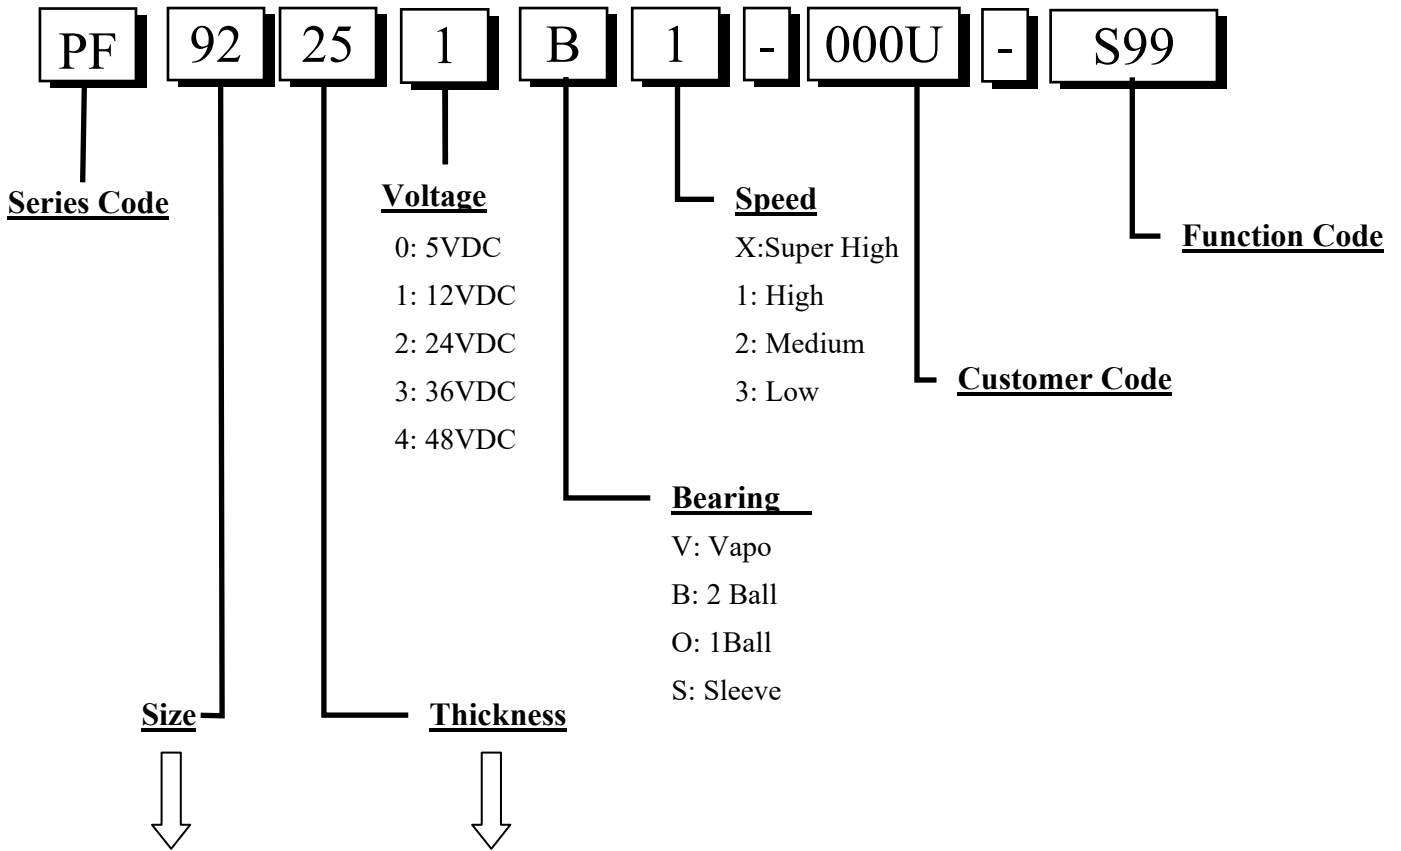 PF 92 25 1 B 1 - 000U - S99
Series Code
Voltage
0: 5VDC
1: 12VDC
2: 24VDC
3: 36VDC
4: 48VDC
Speed
X:Super High
1: High
2: Medium
3: Low
Function Code
Customer Code
Bearing
V: Vapo
B: 2 Ball
O: 1Ball
S: Sleeve
Size
Thickness